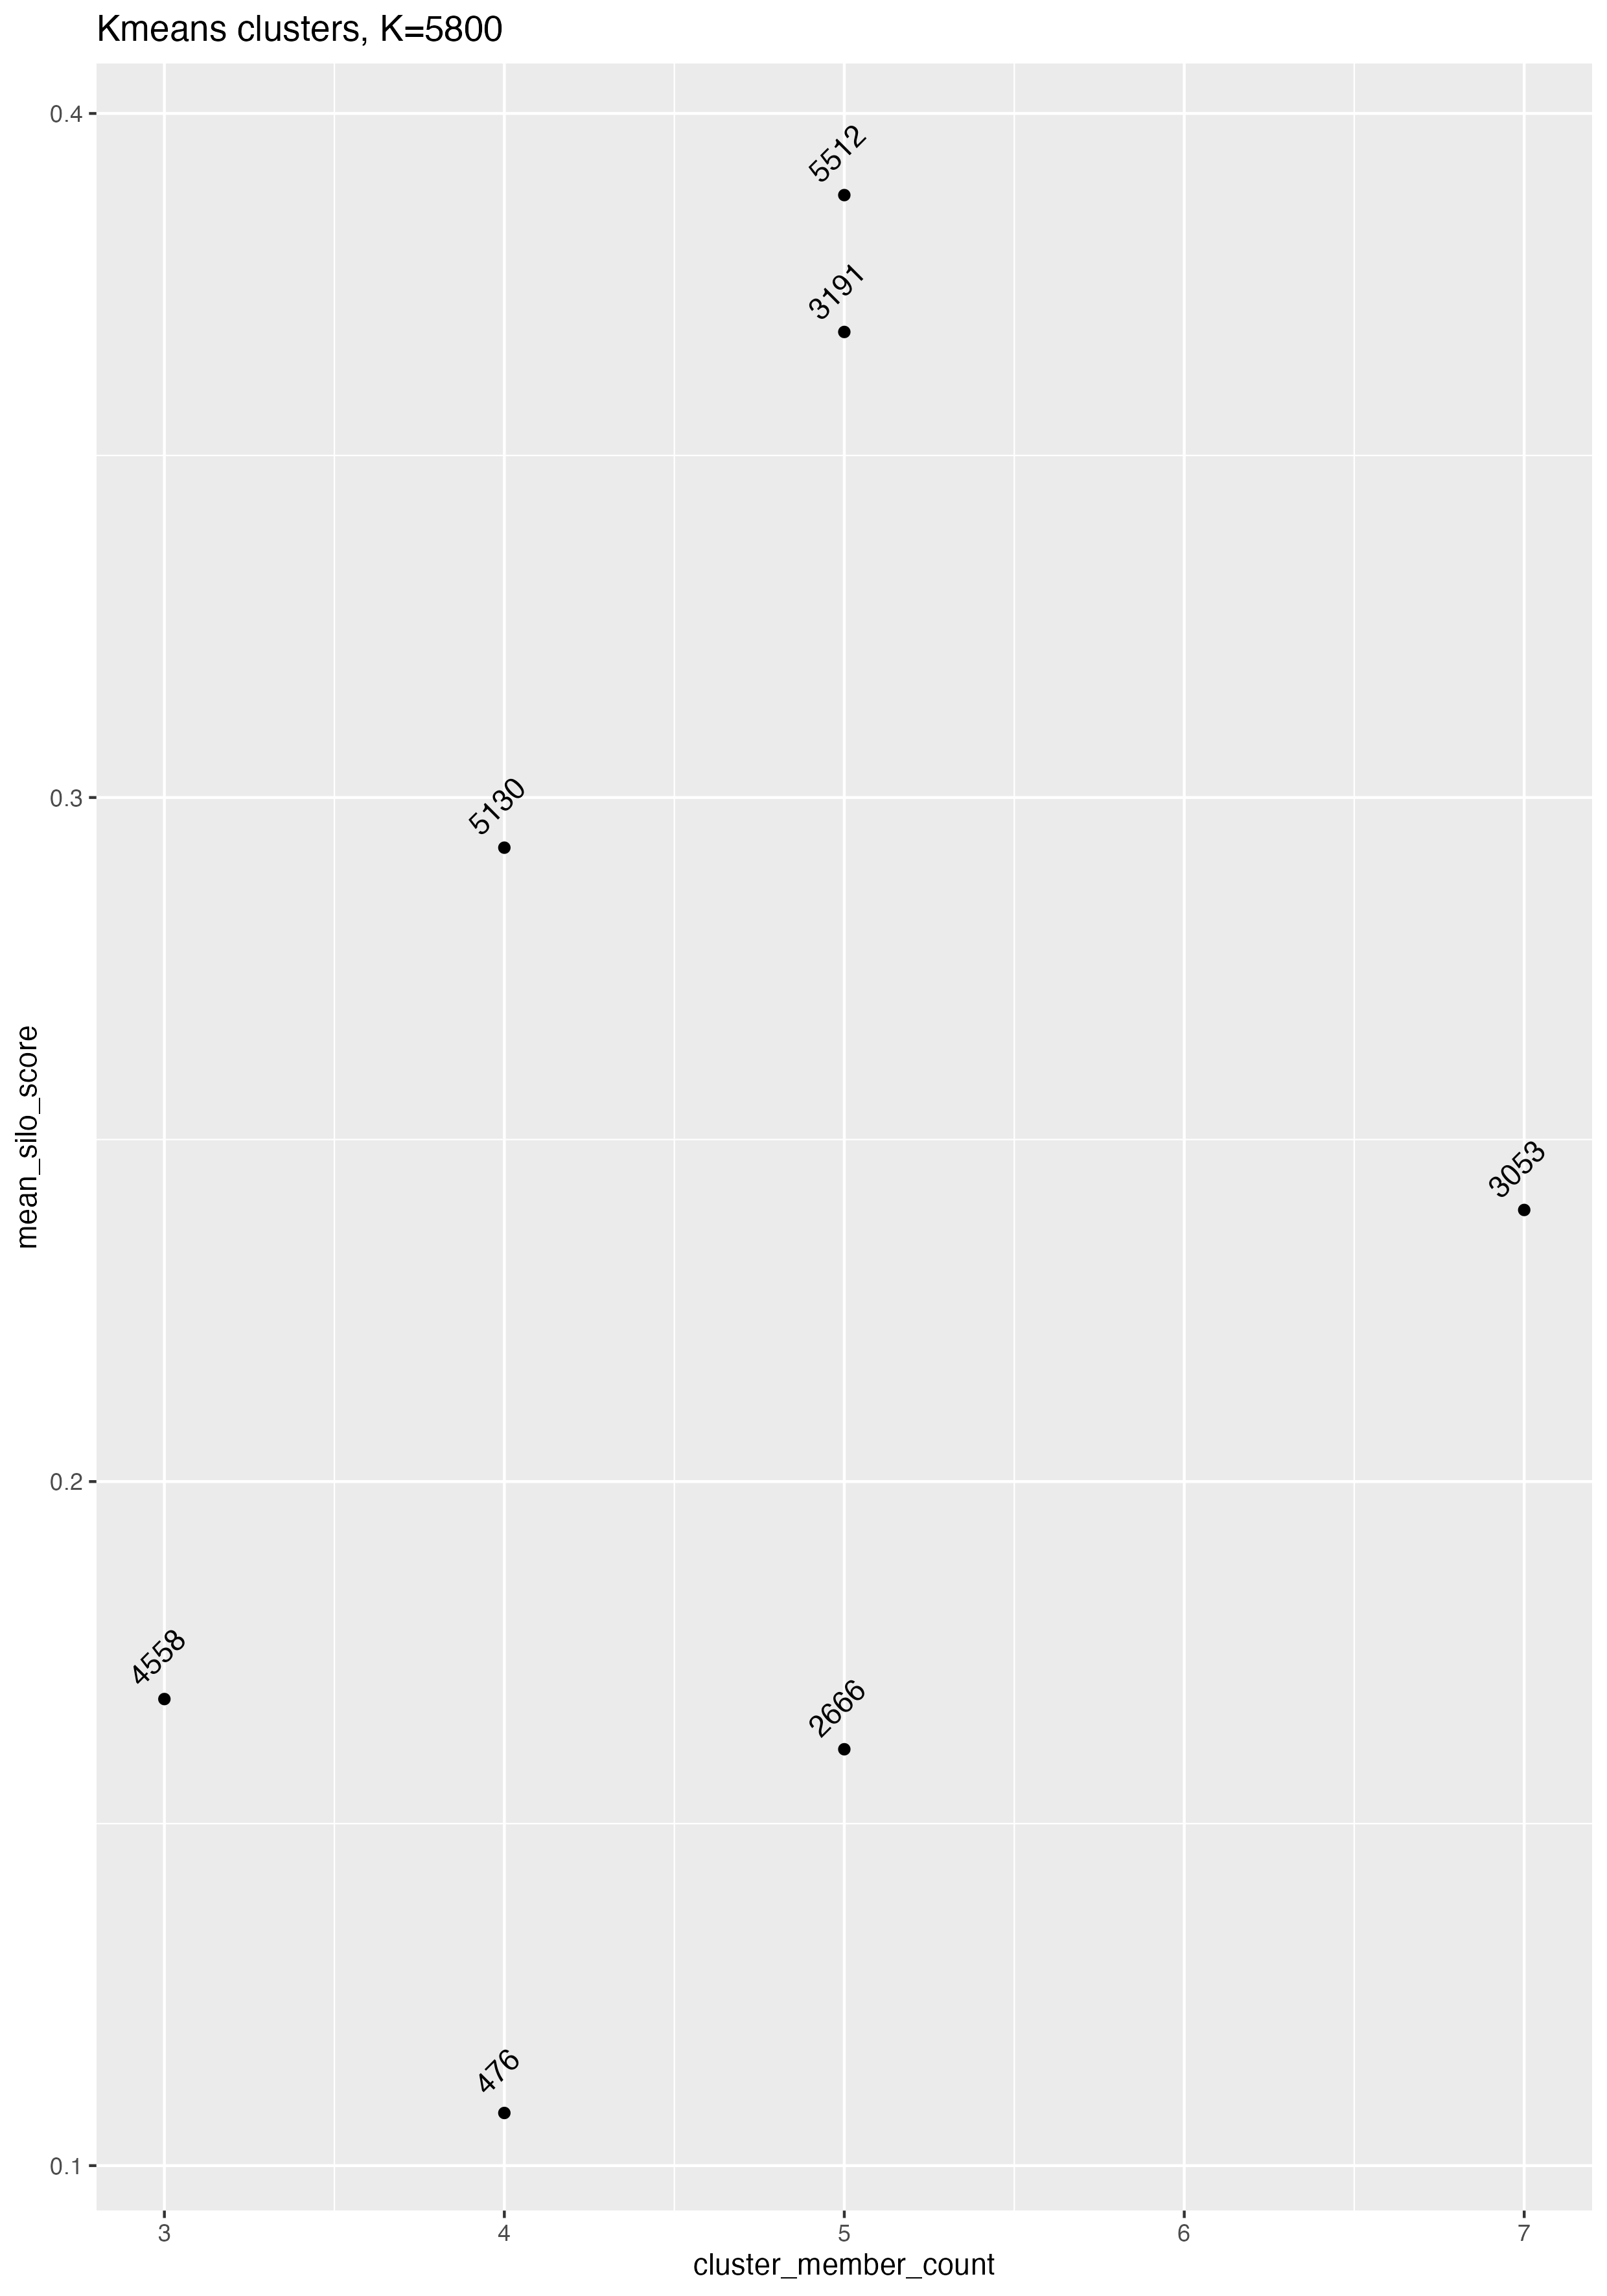 Kmeans clusters, K=5800
0.4
5512
3191
0.3
5130
mean_silo_score
3053
0.2
4558
2666
476
0.1
3 4 5 6 7
cluster_member_count